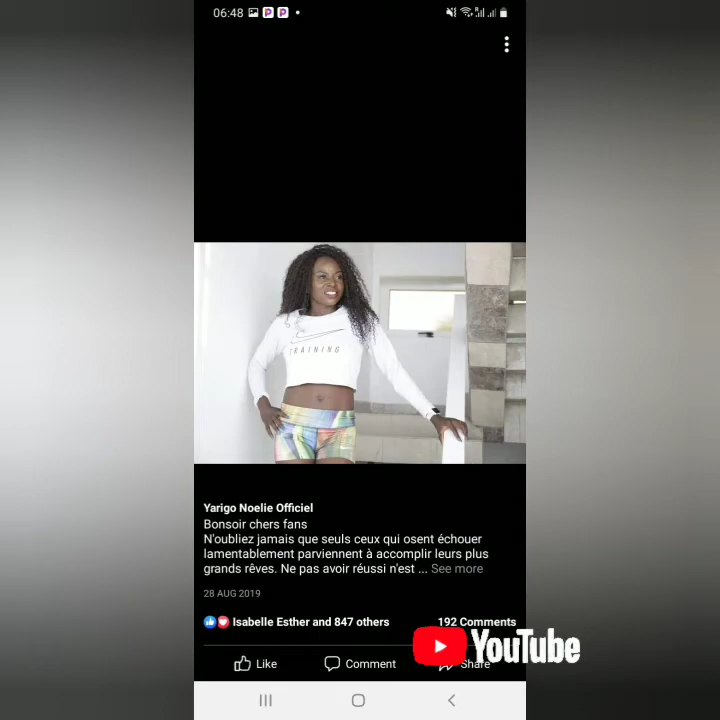 06:48
TRAINING
Yarigo Noelie Officiel
Bonsoir chers fans
N'oubliez jamais que seuls ceux qui osent échouer
lamentablement parviennent à accomplir leurs plus
grands rêves. Ne pas avoir réussi n'est ... See more
28 AUG 2019
Isabelle Esther and 847 others 192 Comments
Like Comment Share
YouTube